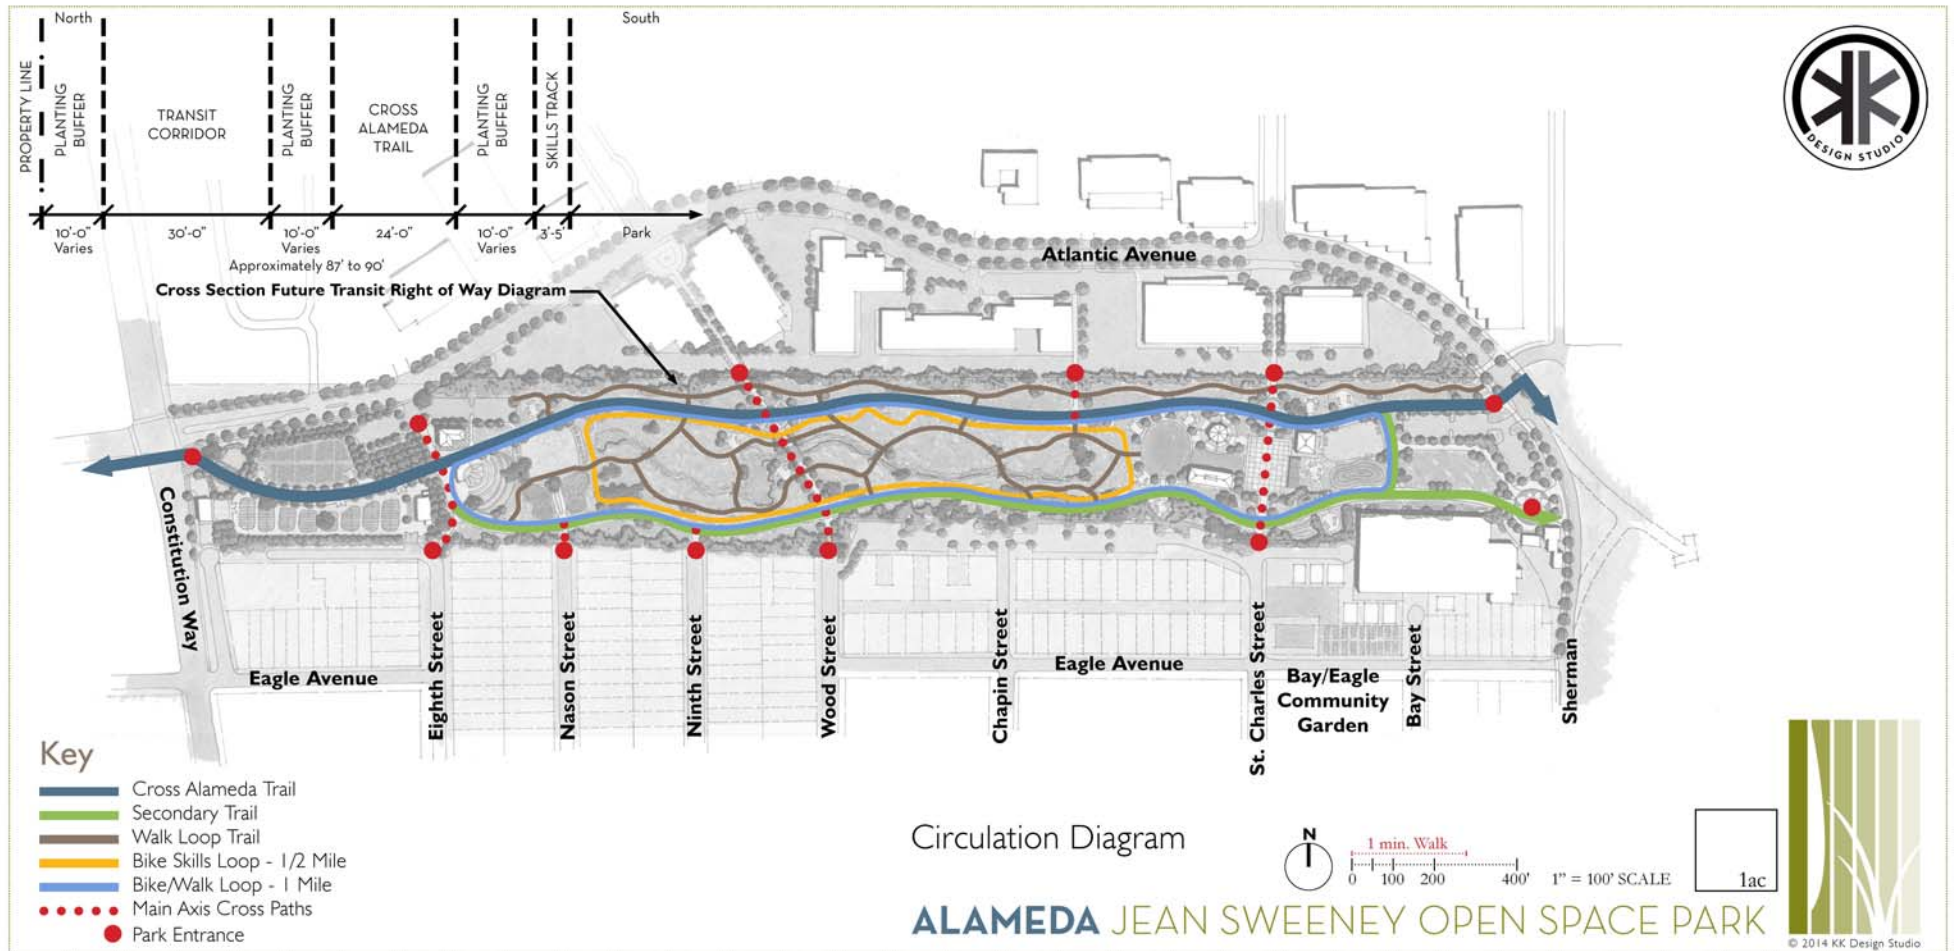 North
South
PROPERTY LINE
PLANTING
BUFFER
TRANSIT
CORRIDOR
PLANTING
BUFFER
CROSS
ALAMEDA
TRAIL
PLANTING
BUFFER
SKILLS TRACK
10'-0"
Varies
30'-0"
10'-0"
Varies
24'-0"
10'-0"
Varies
3'-5'
Park
Approximately 87' to 90'
Cross Section Future Transit Right of Way Diagram
DESIGN STUDIO
Atlantic Avenue
Constitution Way
Eagle Avenue
Eighth Street
Nason Street
Ninth Street
Wood Street
Chapin Street
Eagle Avenue
St. Charles Street
Bay/Eagle
Community
Garden
Bay Street
Sherman
Key
Cross Alameda Trail
Secondary Trail
Walk Loop Trail
Bike Skills Loop - 1/2 Mile
Bike/Walk Loop - 1 Mile
Main Axis Cross Paths
Park Entrance
Circulation Diagram
N
1 min. Walk
0 100 200 400'
1" = 100' SCALE
1ac
ALAMEDA JEAN SWEENEY OPEN SPACE PARK
© 2014 KK Design Studio